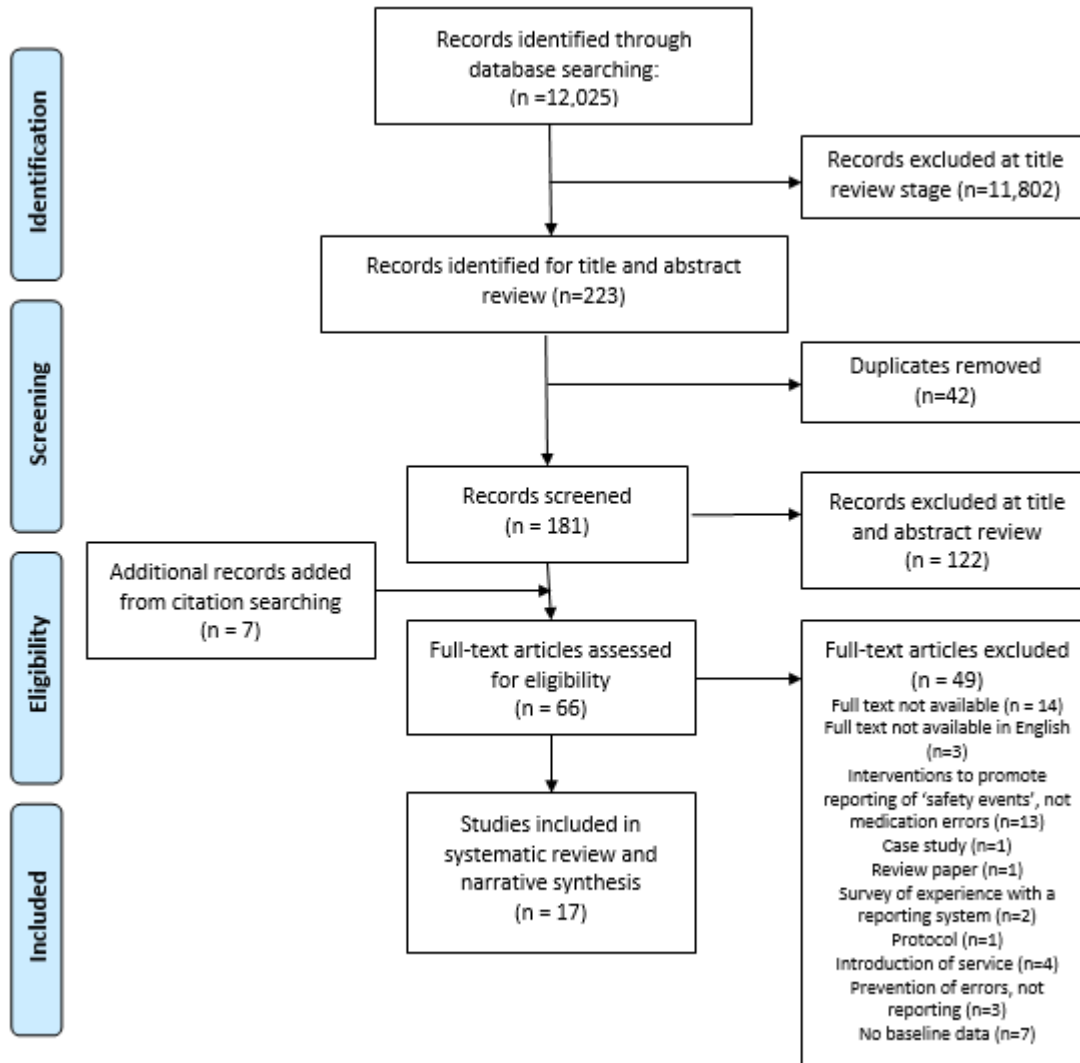 Identification
Records identified through
database searching:
(n =12,025)
Records excluded at title
review stage (n=11,802)
Records identified for title and abstract
review (n=223)
Screening
Duplicates removed
(n=42)
Records screened
(n = 181)
Records excluded at title
and abstract review
(n = 122)
Eligibility
Additional records added
from citation searching
(n = 7)
Full-text articles assessed
for eligibility
(n = 66)
Full-text articles excluded
(n = 49)
Full text not available (n = 14)
Full text not available in English
(n=3)
Interventions to promote
reporting of ‘safety events’, not
medication errors (n=13)
Case study (n=1)
Review paper (n=1)
Survey of experience with a
reporting system (n=2)
Protocol (n=1)
Introduction of service (n=4)
Prevention of errors, not
reporting (n=3)
No baseline data (n=7)
Included
Studies included in
systematic review and
narrative synthesis
(n = 17)